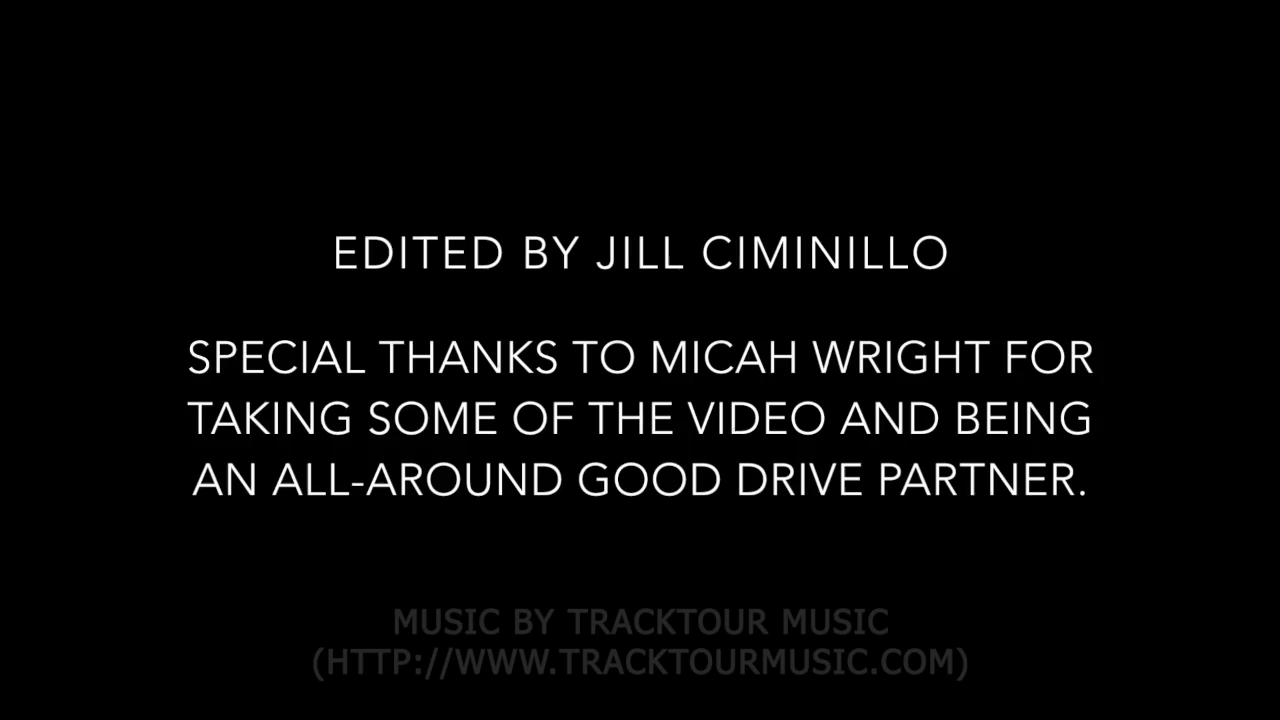 EDITED BY JILL CIMINILLO
SPECIAL THANKS TO MICAH WRIGHT FOR
TAKING SOME OF THE VIDEO AND BEING
AN ALL-AROUND GOOD DRIVE PARTNER.
MUSIC BY TRACKTOUR MUSIC
(HTTP://WWW.TRACKTOURMUSIC.COM)